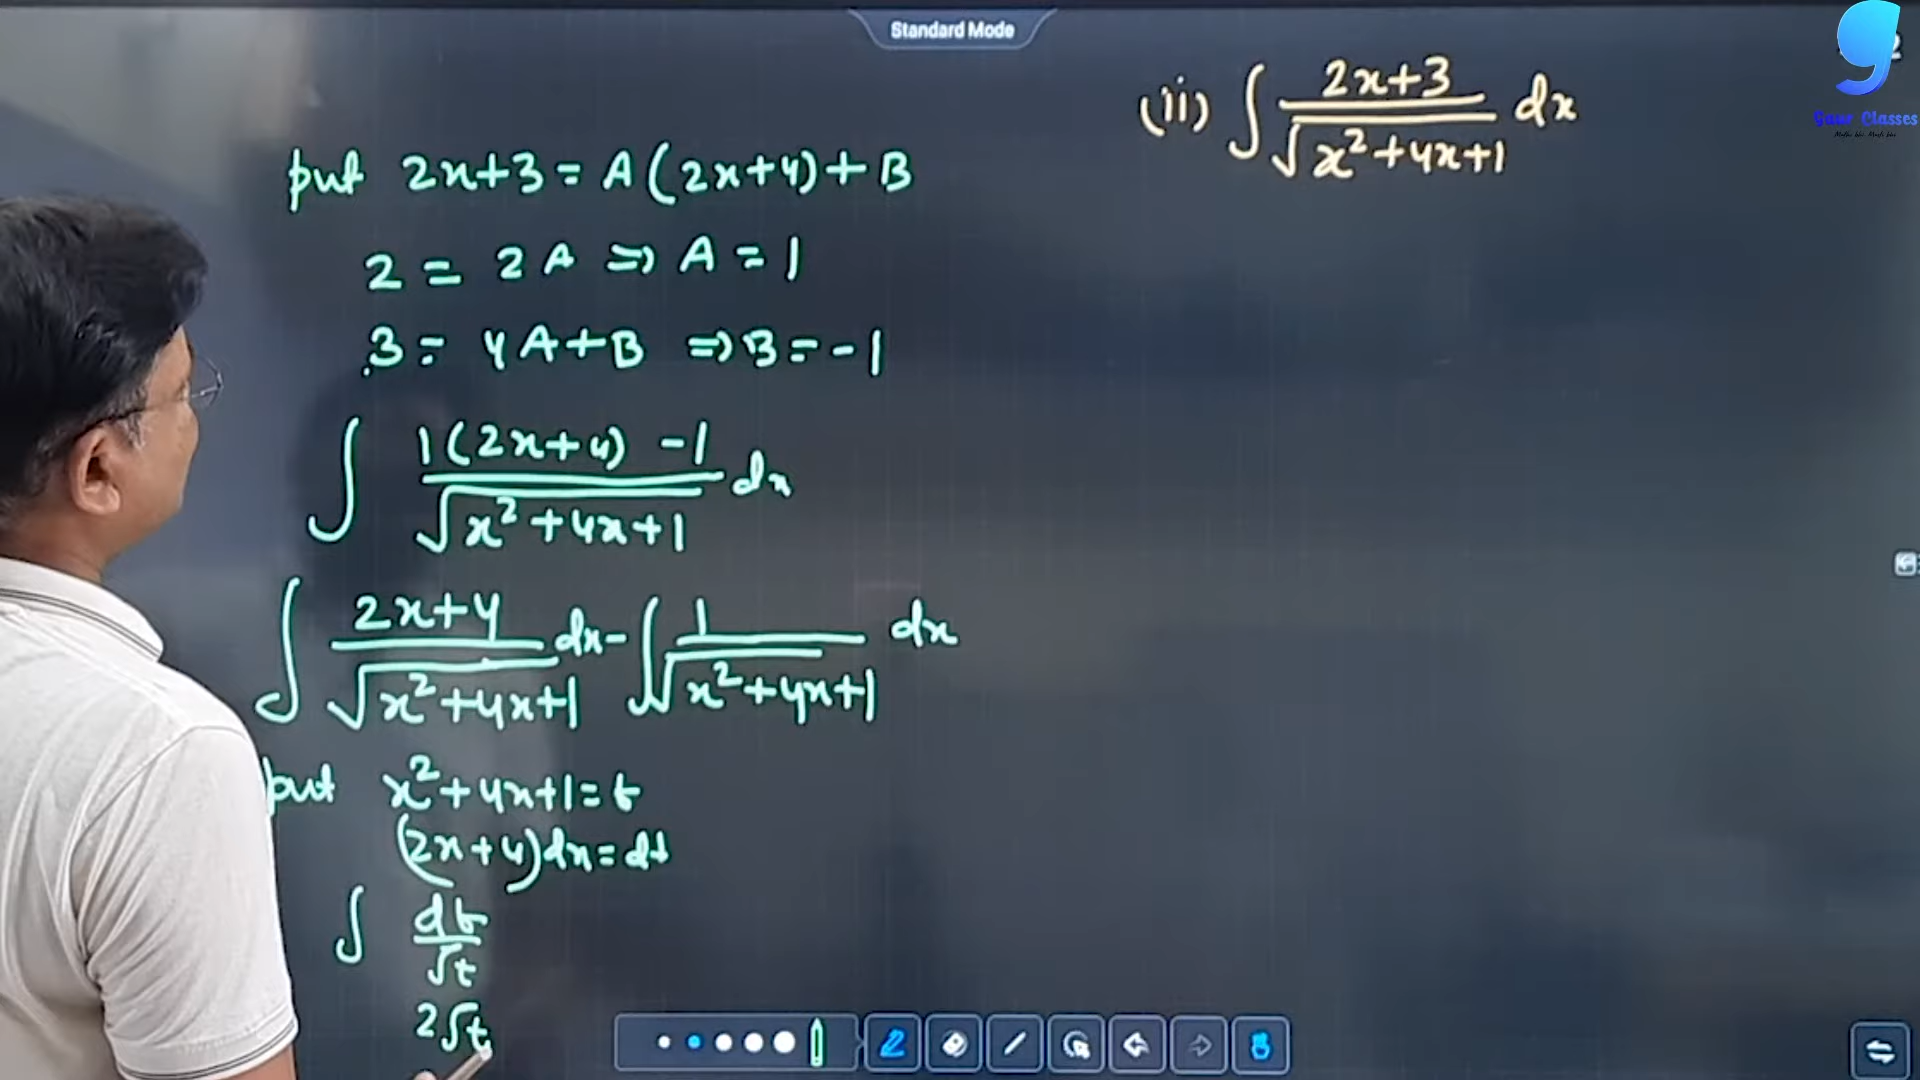 Standard Mode
(ii) ∫ (2x+3)/√(x²+4x+1) dx
Gaur Classes
put 2x+3 = A(2x+4)+B
2 = 2A ⇒ A = 1
3 = 4A+B ⇒ B = -1
∫ (1(2x+4) -1)/√(x²+4x+1) dx
∫ (2x+4)/√(x²+4x+1) dx - ∫ 1/√(x²+4x+1) dx
put x²+4x+1 = t
(2x+4)dx = dt
∫ dt/√t
2√t